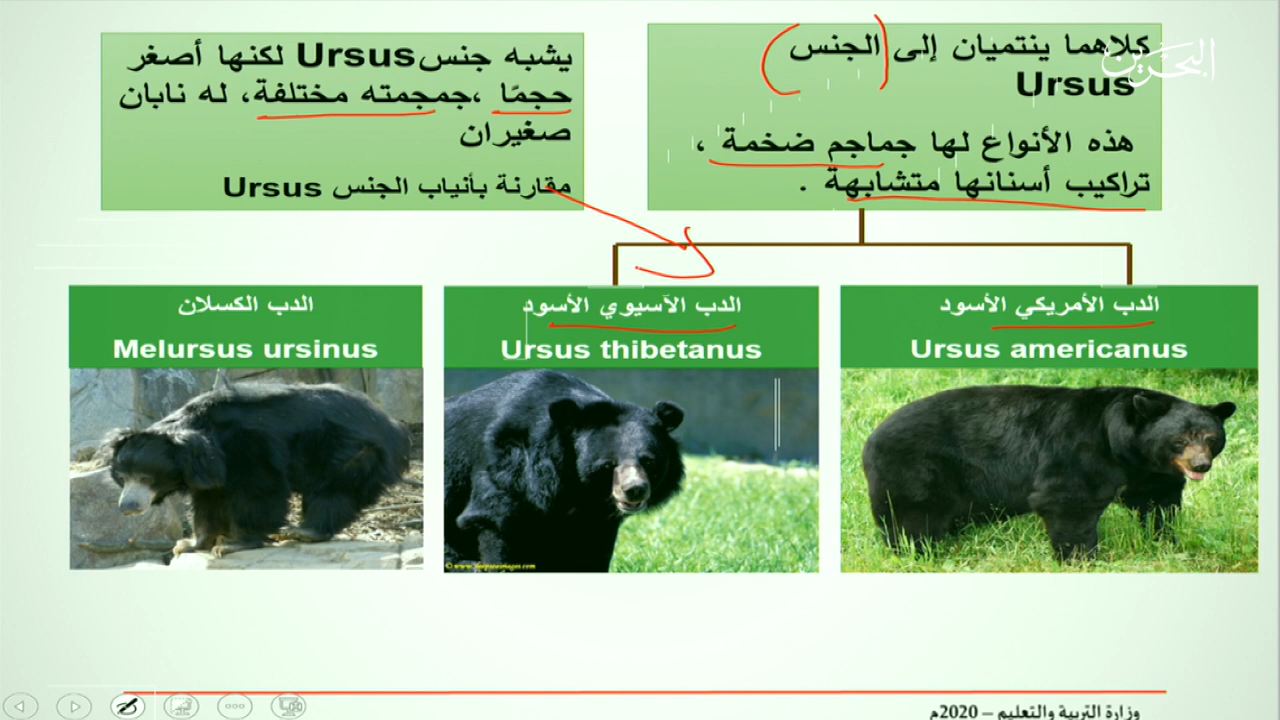 البحرين
كلاهما ينتميان إلى الجنس
Ursus
هذه الأنواع لها جماجم ضخمة ،
تراكيب أسنانها متشابهة .
يشبه جنس Ursus لكنها أصغر
حجمًا ،جمجمته مختلفة، له نابان
صغيران
مقارنة بأنياب الجنس Ursus
الدب الأمريكي الأسود
Ursus americanus
الدب الآسيوي الأسود
Ursus thibetanus
الدب الكسلان
Melursus ursinus
وزارة التربية والتعليم – 2020م